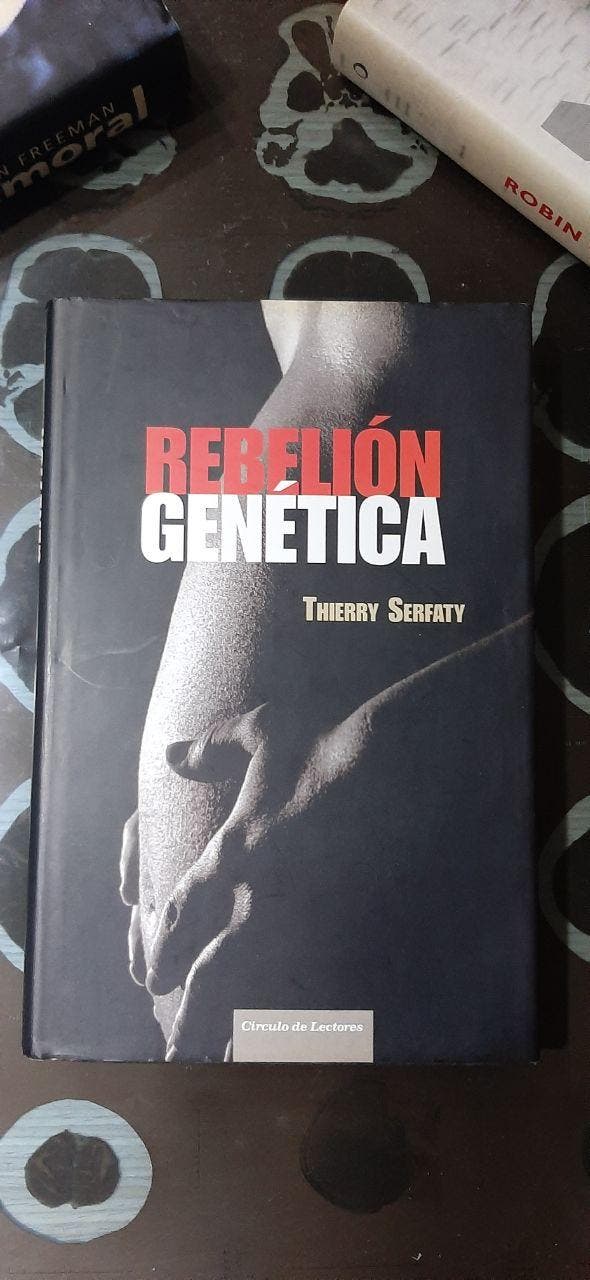 N FREEMAN
moral
ROBIN
REBELIÓN
GENÉTICA
THIERRY SERFATY
Círculo de Lectores